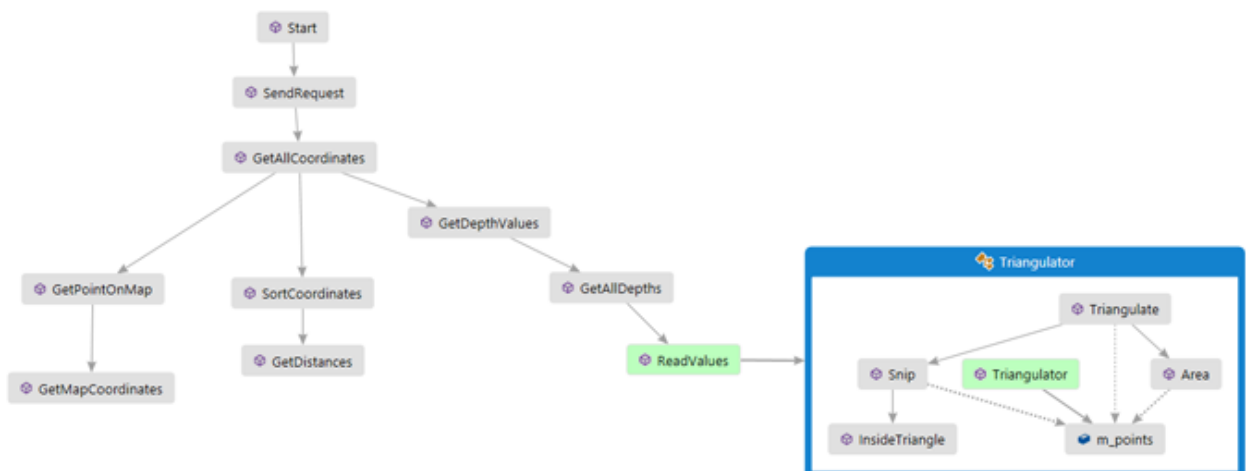 Start
SendRequest
GetAllCoordinates
GetDepthValues
Triangulator
GetPointOnMap
SortCoordinates
GetAllDepths
Triangulate
GetDistances
ReadValues
Snip
Triangulator
Area
GetMapCoordinates
InsideTriangle
m_points